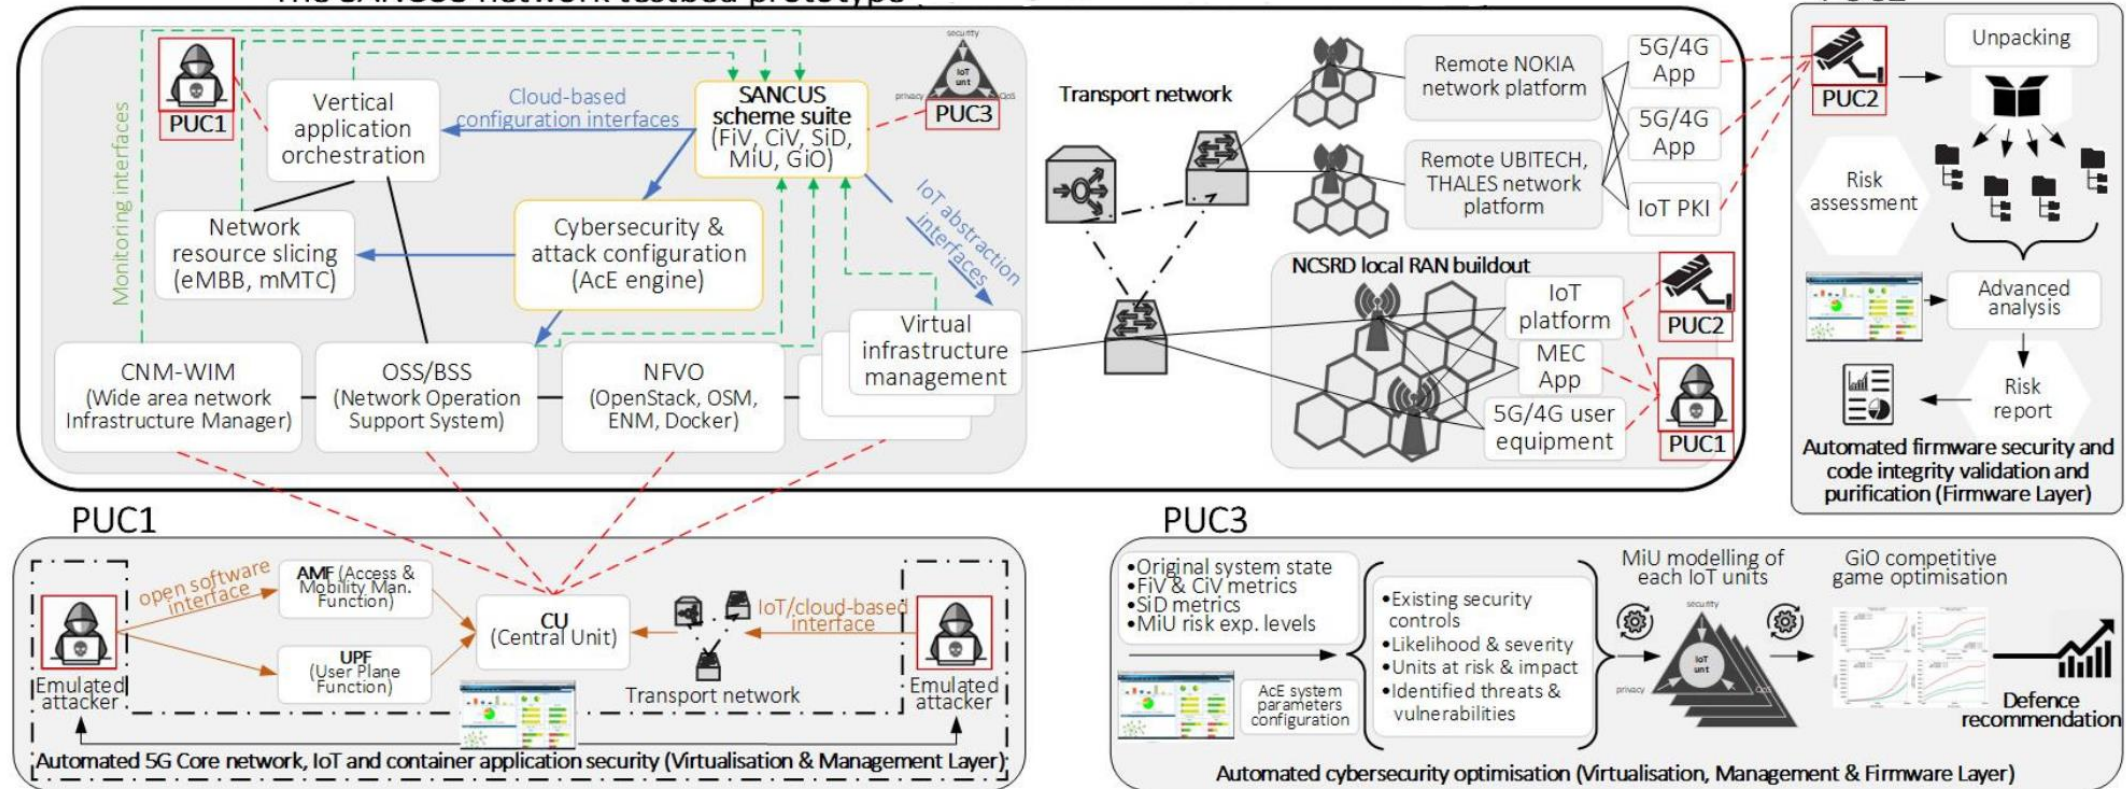 The SANCUS network testbed prototype
PUC1
Vertical
application
orchestration
Cloud-based
configuration interfaces
SANCUS
scheme suite
(FiV, CiV, SiD,
MiU, GiO)
security
IoT
unt
privacy
QoS
PUC3
Monitoring interfaces
Network
resource slicing
(eMBB, mMTC)
Cybersecurity &
attack configuration
(AcE engine)
IoT abstraction
interfaces
CNM-WIM
(Wide area network
Infrastructure Manager)
OSS/BSS
(Network Operation
Support System)
NFVO
(OpenStack, OSM,
ENM, Docker)
Virtual
infrastructure
management
Transport network
Remote NOKIA
network platform
Remote UBITECH,
THALES network
platform
5G/4G
App
5G/4G
App
IoT PKI
PUC2
NCSRD local RAN buildout
IoT
platform
MEC
App
5G/4G user
equipment
PUC2
PUC1
Unpacking
Risk
assessment
Advanced
analysis
Risk
report
Automated firmware security and
code integrity validation and
purification (Firmware Layer)
PUC1
Emulated
attacker
open software
interface
AMF (Access &
Mobility Man.
Function)
UPF
(User Plane
Function)
CU
(Central Unit)
Transport network
IoT/cloud-based
interface
Emulated
attacker
Automated 5G Core network, IoT and container application security (Virtualisation & Management Layer)
PUC3
•Original system state
•FiV & CiV metrics
•SiD metrics
•MiU risk exp. levels
AcE system
parameters
configuration
•Existing security
controls
•Likelihood & severity
•Units at risk & impact
•Identified threats &
vulnerabilities
MiU modelling of
each IoT units
security
IoT
unt
privacy
QoS
GiO competitive
game optimisation
Defence
recommendation
Automated cybersecurity optimisation (Virtualisation, Management & Firmware Layer)